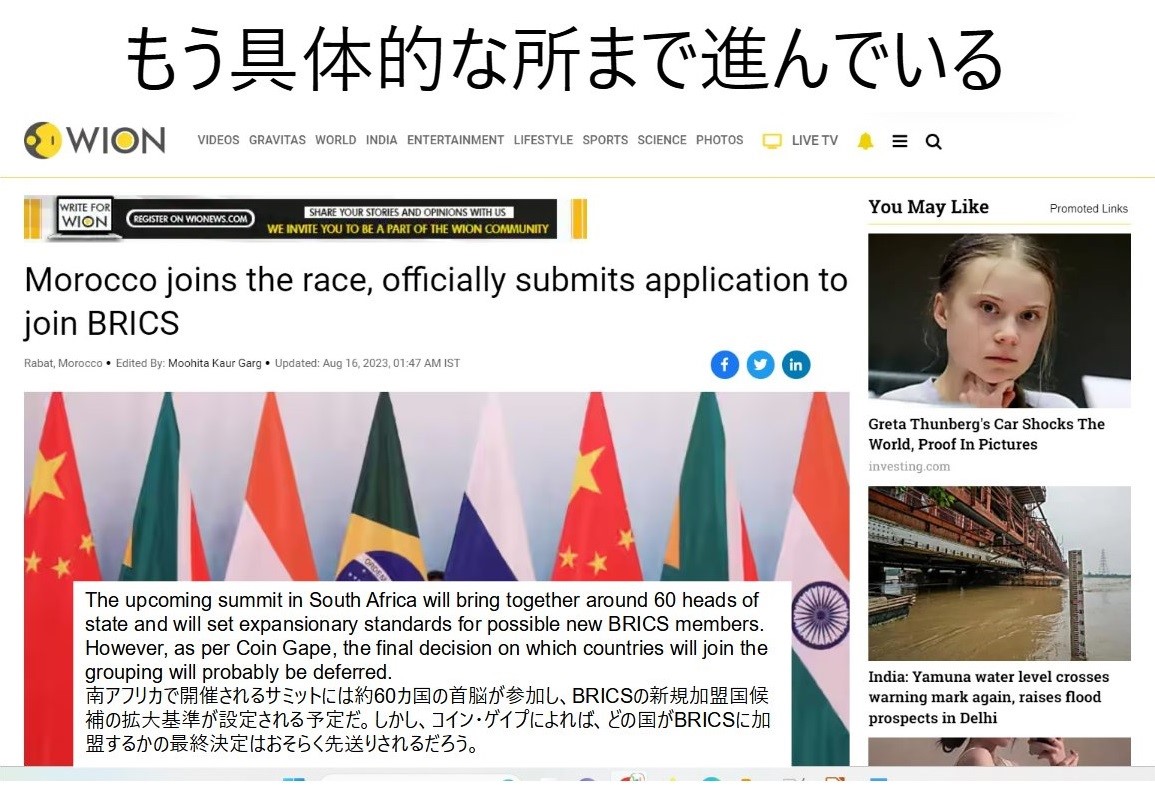 もう具体的な所まで進んでいる
WION
VIDEOS GRAVITAS WORLD INDIA ENTERTAINMENT LIFESTYLE SPORTS SCIENCE PHOTOS LIVE TV
WRITE FOR
WION
REGISTER ON WIONEWS.COM
SHARE YOUR STORIES AND OPINIONS WITH US
WE INVITE YOU TO BE A PART OF THE WION COMMUNITY
Morocco joins the race, officially submits application to
join BRICS
Rabat, Morocco • Edited By: Moohita Kaur Garg • Updated: Aug 16, 2023, 01:47 AM IST
The upcoming summit in South Africa will bring together around 60 heads of
state and will set expansionary standards for possible new BRICS members.
However, as per Coin Gape, the final decision on which countries will join the
grouping will probably be deferred.
南アフリカで開催されるサミットには約60カ国の首脳が参加し、BRICSの新規加盟国候
補の拡大基準が設定される予定だ。しかし、コイン・ゲイプによれば、どの国がBRICSに加
盟するかの最終決定はおそらく先送りされるだろう。
You May Like
Promoted Links
Greta Thunberg's Car Shocks The
World, Proof In Pictures
investing.com
India: Yamuna water level crosses
warning mark again, raises flood
prospects in Delhi